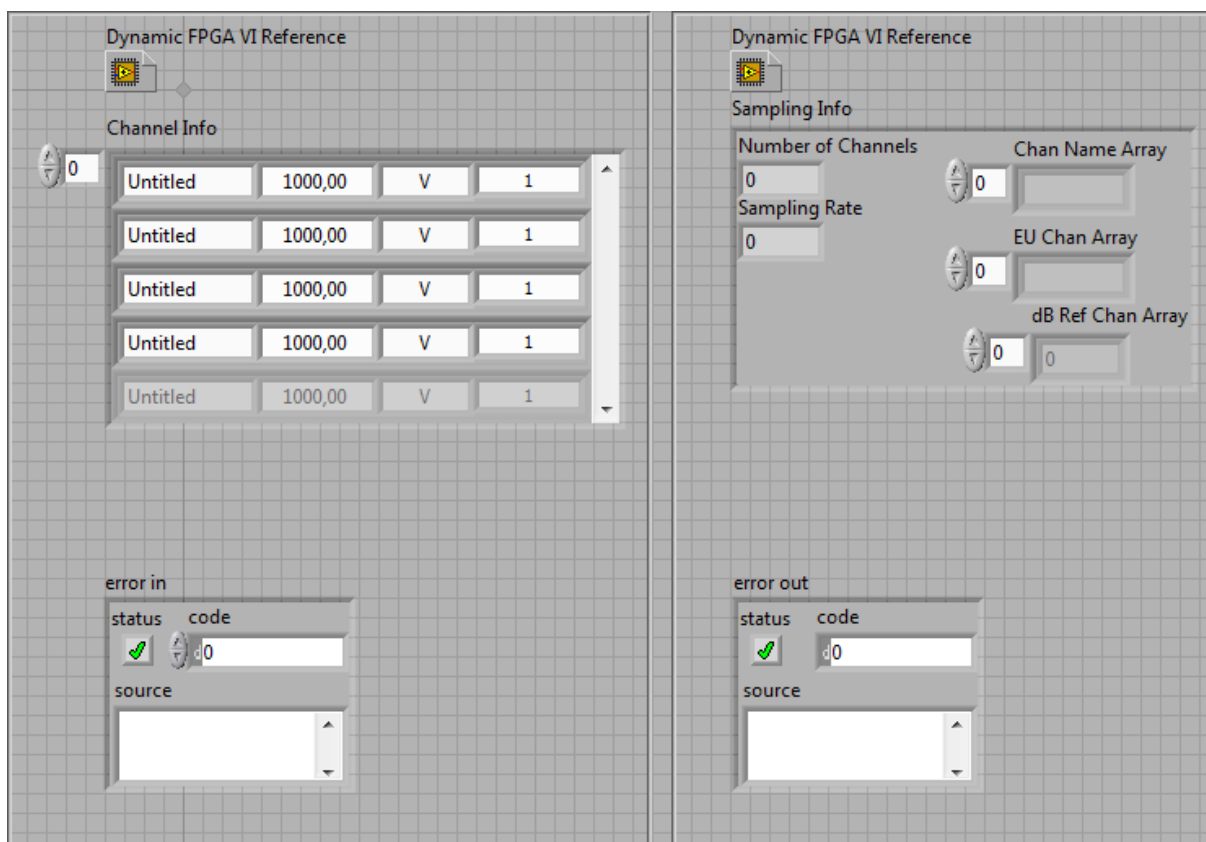 Dynamic FPGA VI Reference
Channel Info
0
Untitled 1000,00 V 1
Untitled 1000,00 V 1
Untitled 1000,00 V 1
Untitled 1000,00 V 1
Untitled 1000,00 V 1
error in
status code
d0
source
Dynamic FPGA VI Reference
Sampling Info
Number of Channels
0
Sampling Rate
0
Chan Name Array
0
EU Chan Array
0
dB Ref Chan Array
0 0
error out
status code
d0
source